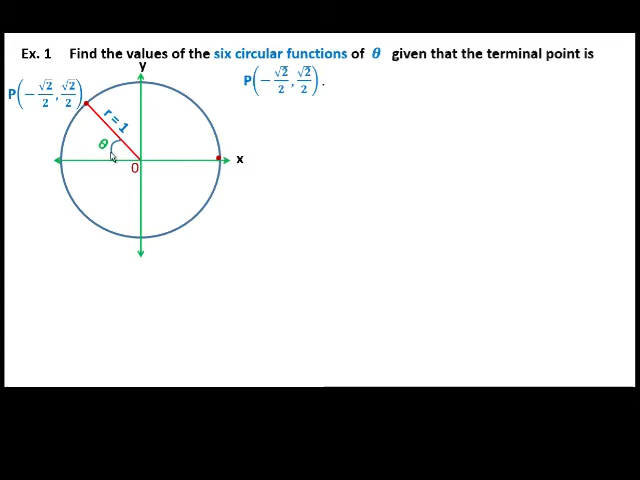 Ex. 1 Find the values of the six circular functions of θ given that the terminal point is
P(−√2/2, √2/2).
y
P(−√2/2, √2/2)
r = 1
θ
x
O